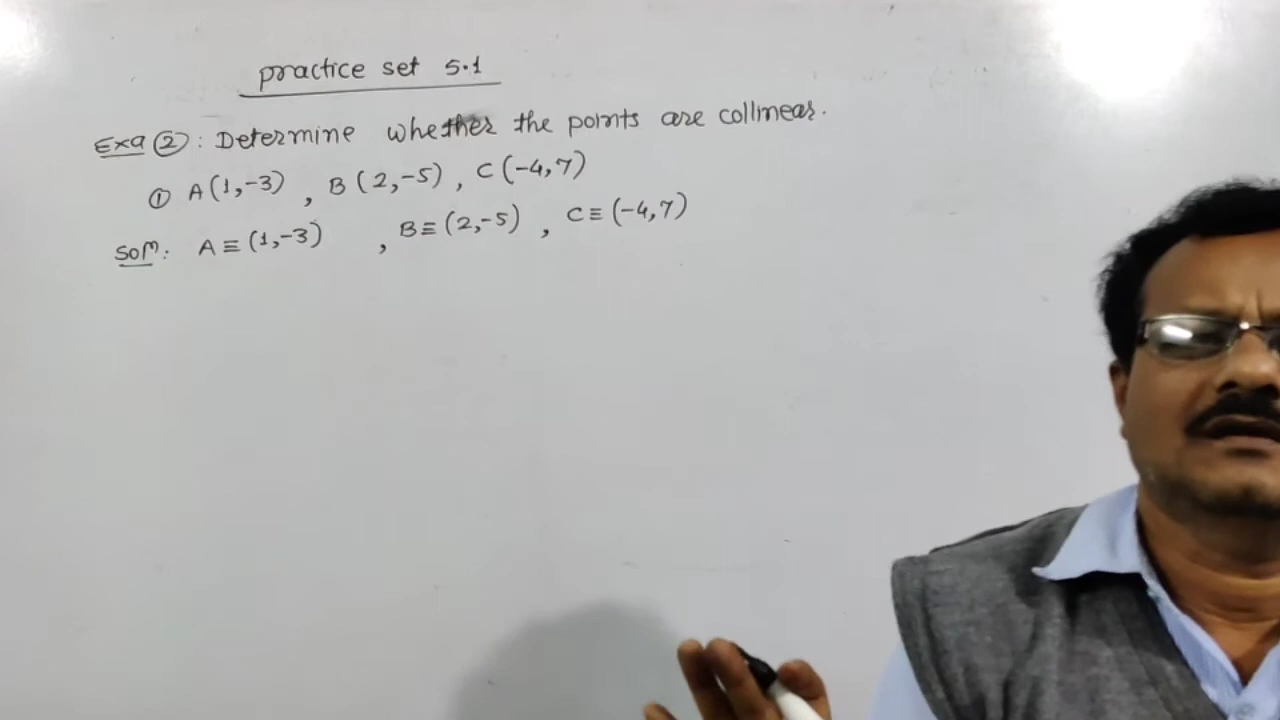 practice set 5.1
Exa ②: Determine whether the points are collinear.
① A(1,-3) , B(2,-5) , C(-4,7)
Solⁿ: A≡(1,-3) , B≡(2,-5) , C≡(-4,7)